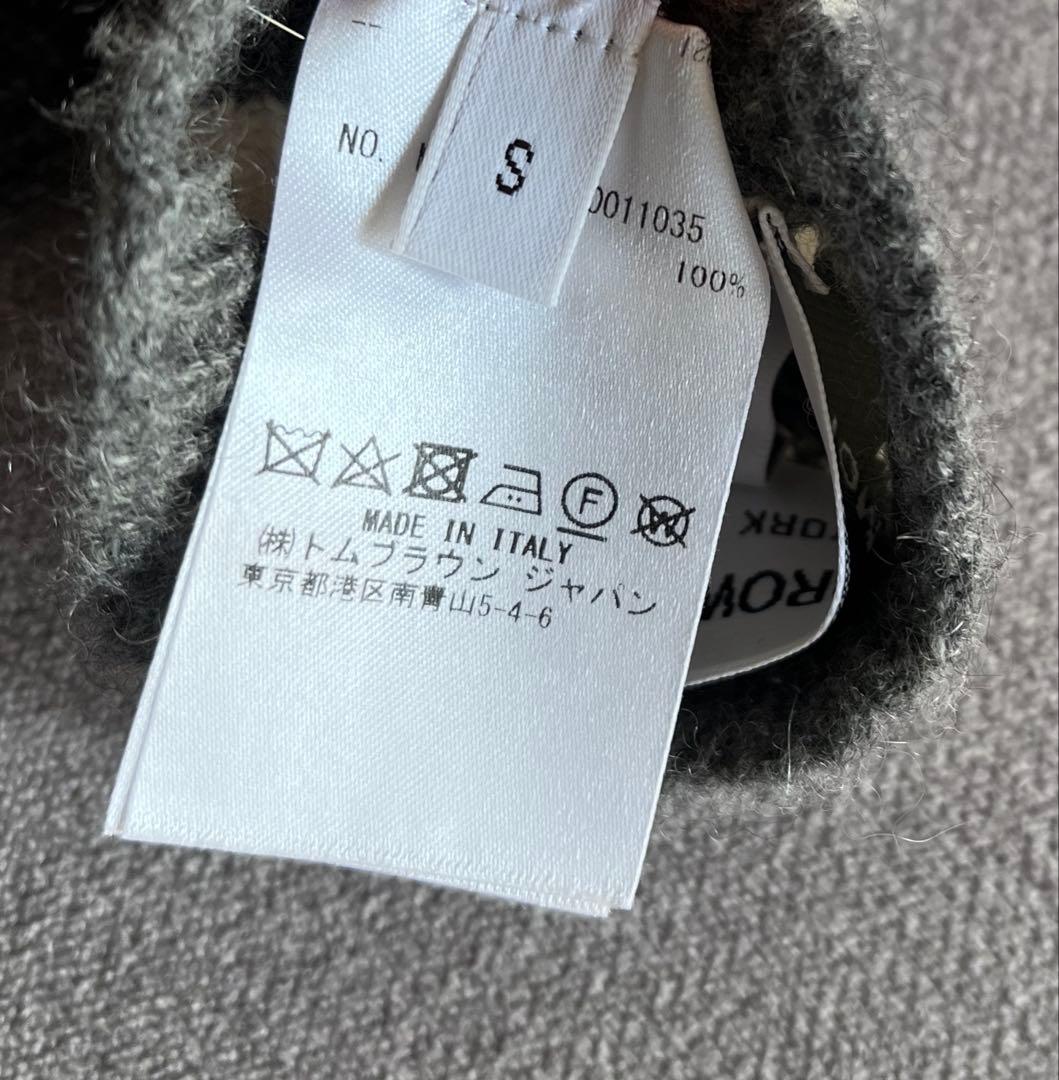 NO.
S
0011035
100%
F
W
MADE IN ITALY
(株)トムブラウン ジャパン
東京都港区南青山5-4-6
ORK
ROW